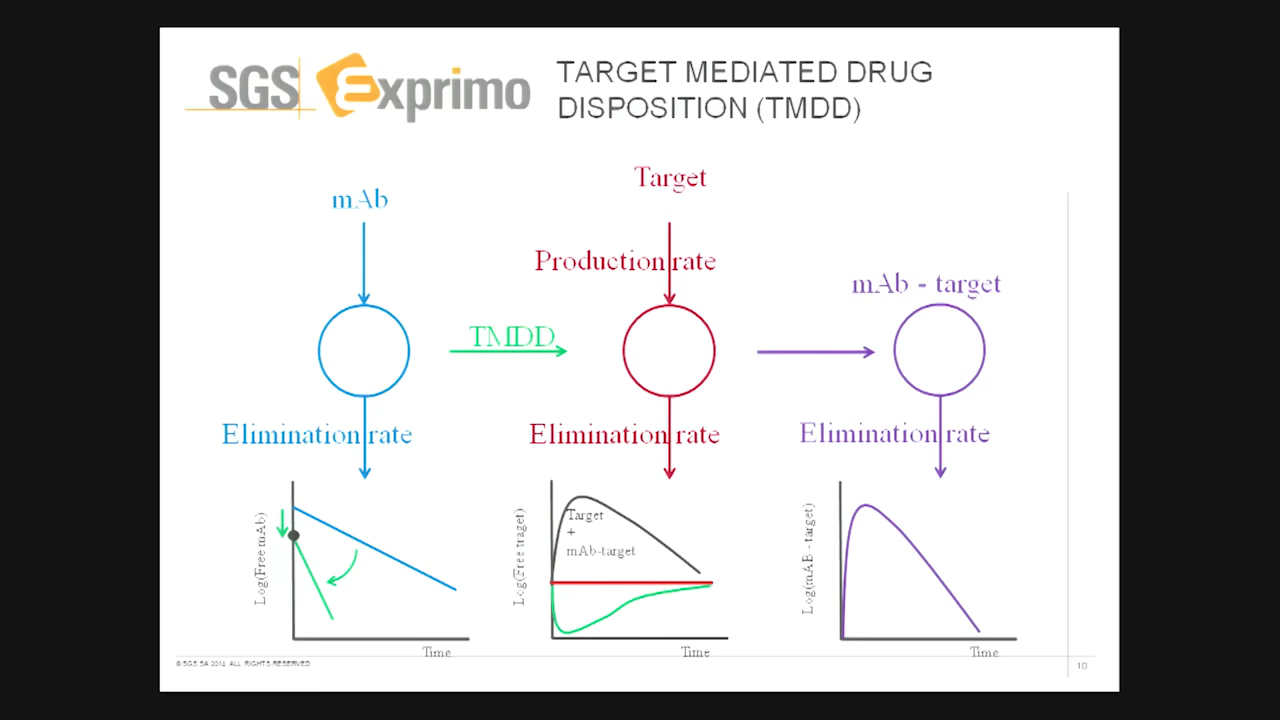 SGS Exprimo
TARGET MEDIATED DRUG
DISPOSITION (TMDD)
mAb
Target
Production rate
mAb - target
TMDD
Elimination rate
Elimination rate
Elimination rate
Log(Free mAb)
Time
Log(Free traget)
Target
+
mAb-target
Time
Log(mAB - target)
Time
© SGS SA 2014 ALL RIGHTS RESERVED
10